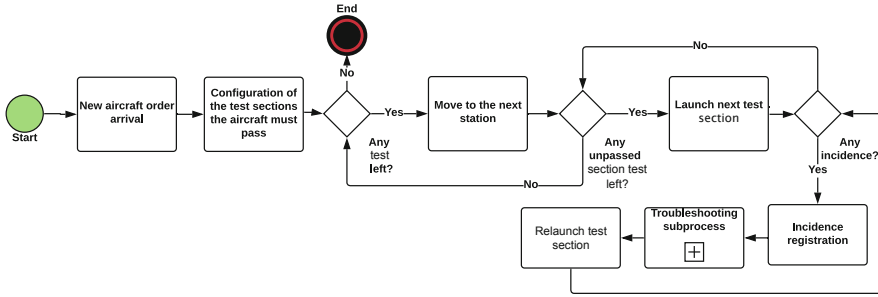 End
No
No
New aircraft order
arrival
Configuration of
the test sections
the aircraft must
pass
Yes
Move to the next
station
Yes
Launch next test
section
Start
Any
test
left?
Any
unpassed
section test
left?
Any
incidence?
Yes
No
Relaunch test
section
Troubleshooting
subprocess
Incidence
registration